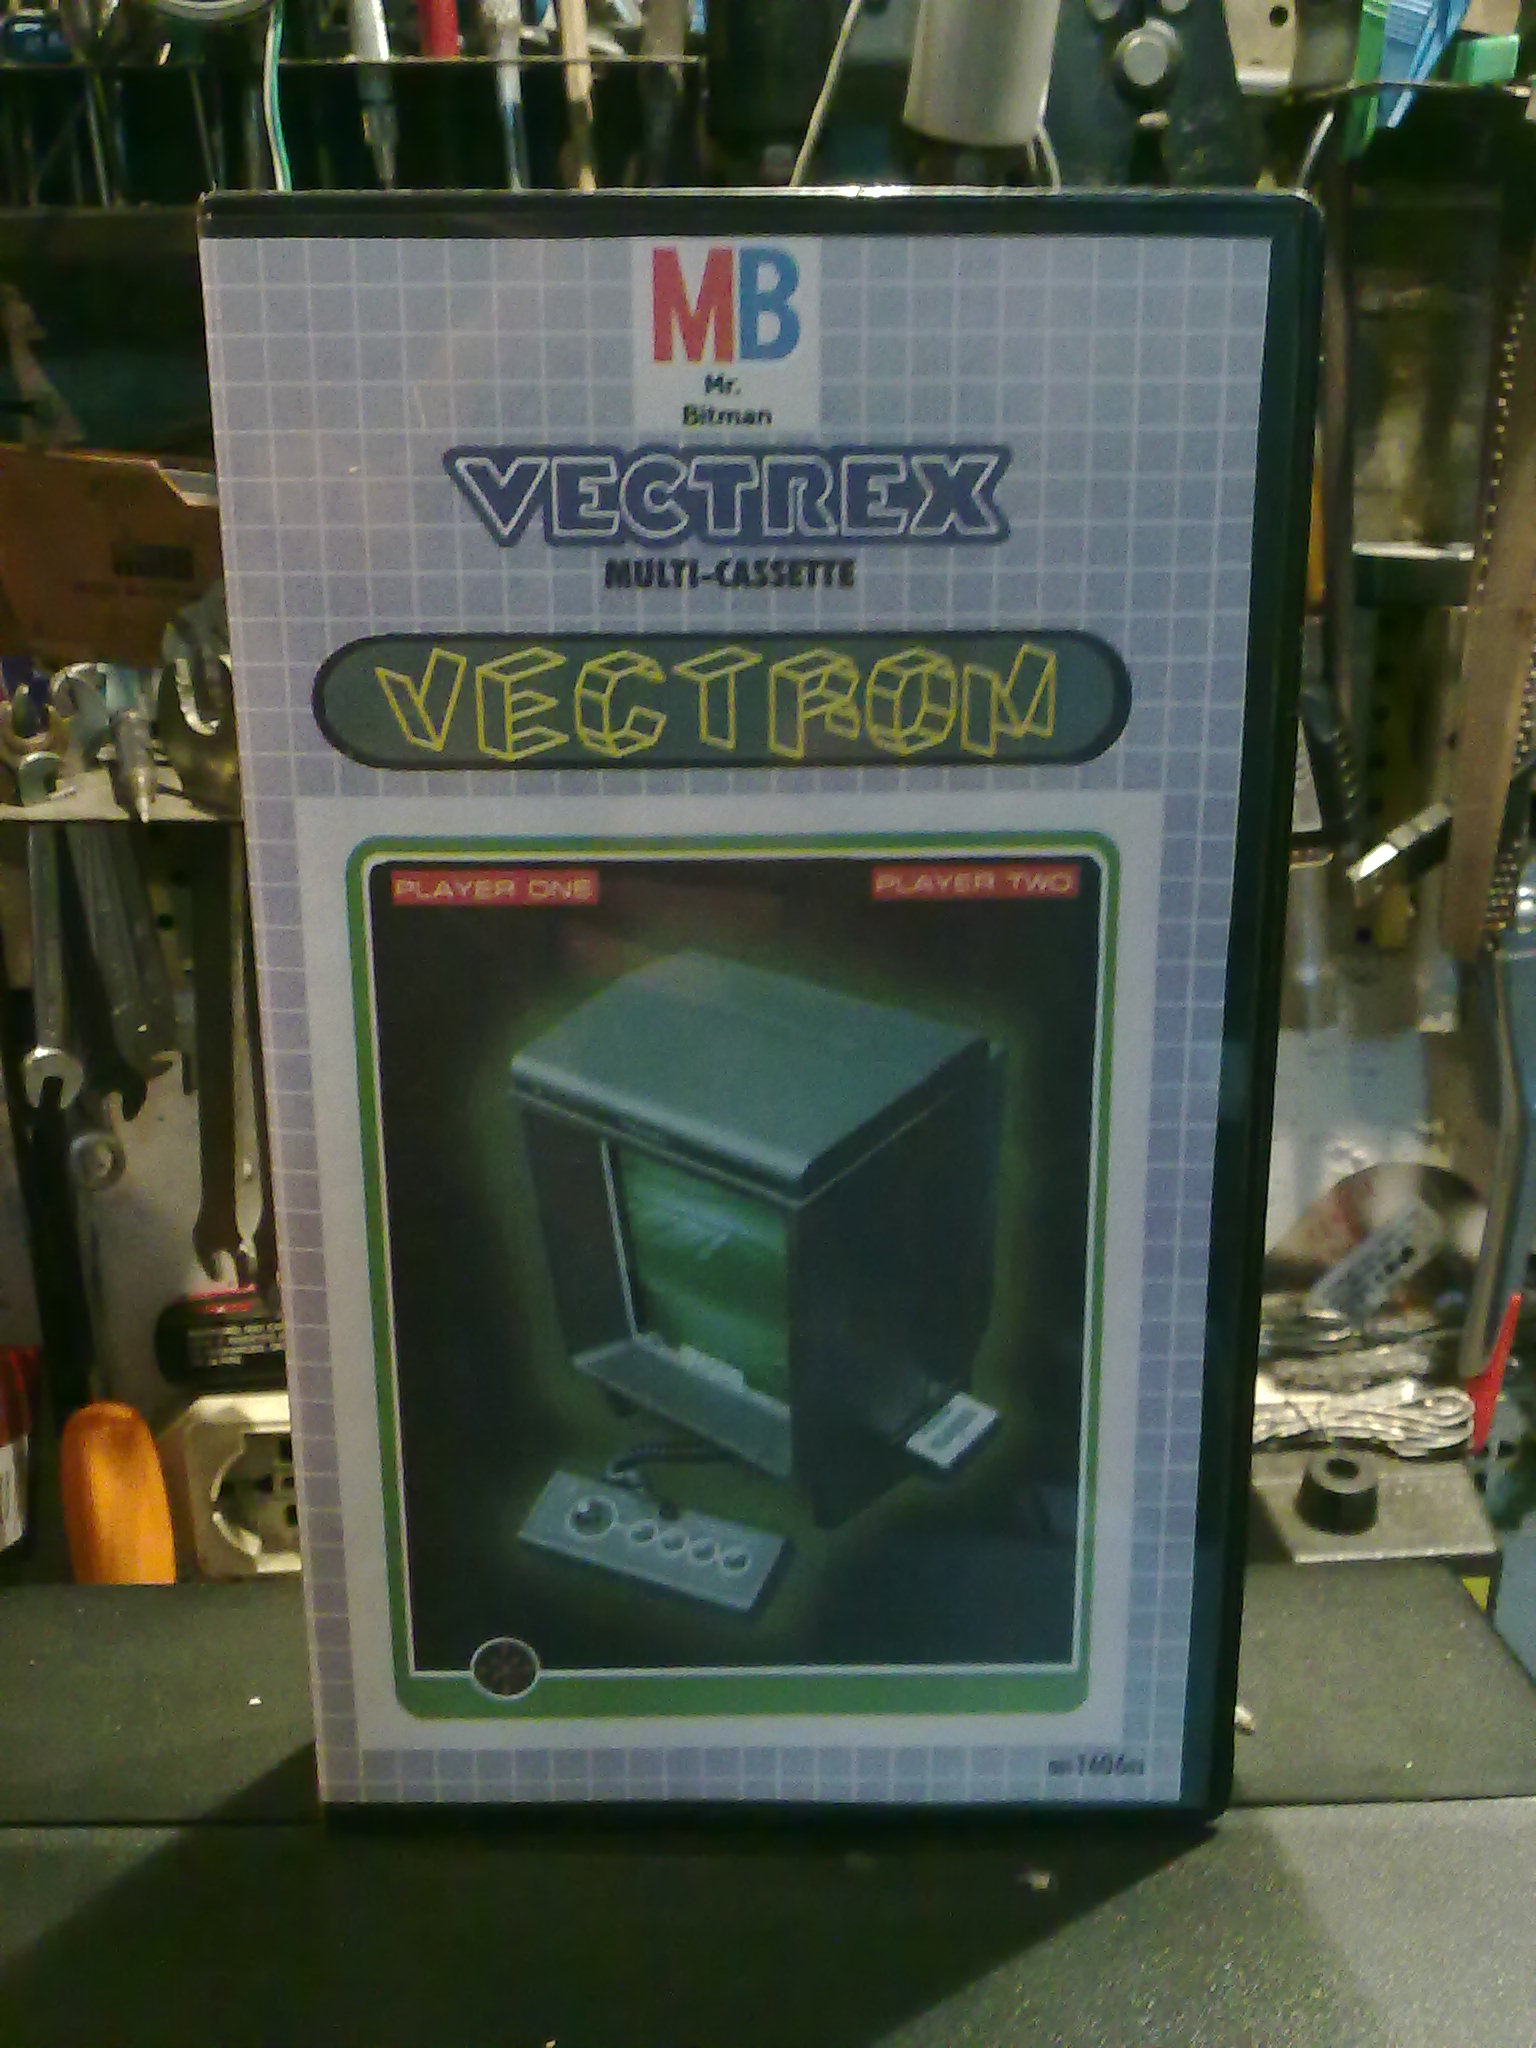 MB
Mr.
Bitman
VECTREX
MULTI-CASSETTE
VECTROM
PLAYER ONE PLAYER TWO